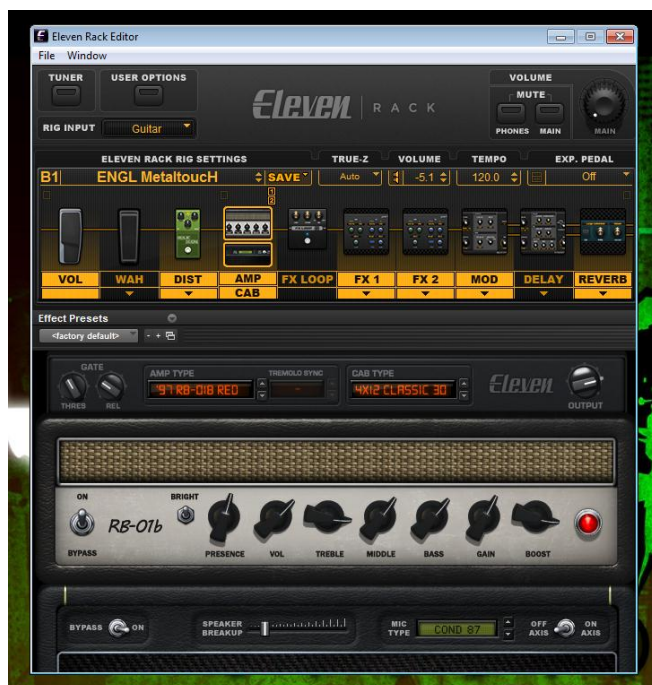 Eleven Rack Editor
File Window
TUNER USER OPTIONS VOLUME
MUTE
Eleven | RACK
PHONES MAIN MAIN
RIG INPUT Guitar
ELEVEN RACK RIG SETTINGS TRUE-Z VOLUME TEMPO EXP. PEDAL
B1 ENGL MetaltoucH SAVE Auto -5.1 120.0 Off
1
2
VOL WAH DIST AMP FX LOOP FX 1 FX 2 MOD DELAY REVERB
CAB
Effect Presets
<factory default> - +
GATE AMP TYPE TREMOLO SYNC CAB TYPE
'97 RB-01B RED - 4X12 CLASSIC 30 Eleven
THRES REL OUTPUT
ON BRIGHT
RB-01b
BYPASS PRESENCE VOL TREBLE MIDDLE BASS GAIN BOOST
BYPASS ON SPEAKER BREAKUP MIC TYPE COND 87 OFF AXIS ON AXIS